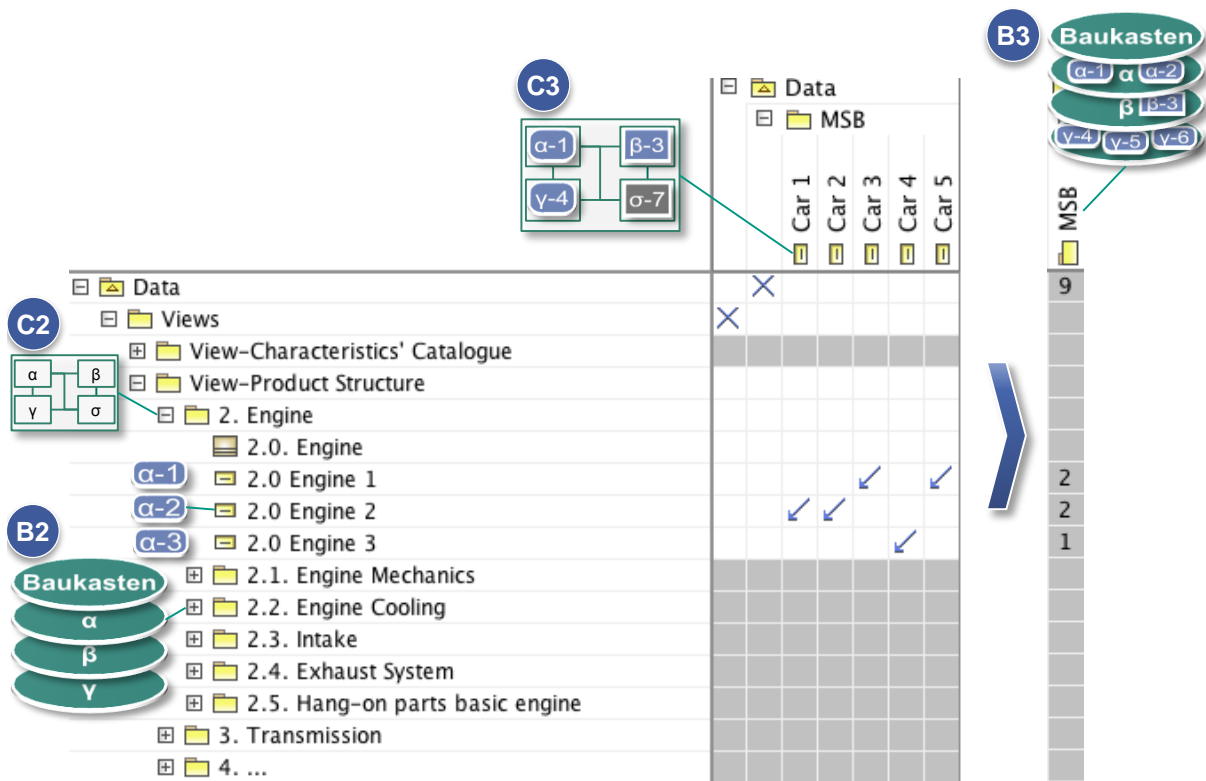 B3
Baukasten
α-1 α α-2
β β-3
γ-4 γ-5 γ-6
MSB
C3
α-1 β-3
γ-4 σ-7
Data
MSB
Car 1
Car 2
Car 3
Car 4
Car 5
Data 9
C2
Views
α β
γ σ
View-Characteristics' Catalogue
View-Product Structure
2. Engine
2.0. Engine
α-1 2.0 Engine 1 2
α-2 2.0 Engine 2 2
α-3 2.0 Engine 3 1
B2
Baukasten
α
β
γ
2.1. Engine Mechanics
2.2. Engine Cooling
2.3. Intake
2.4. Exhaust System
2.5. Hang-on parts basic engine
3. Transmission
4. ...